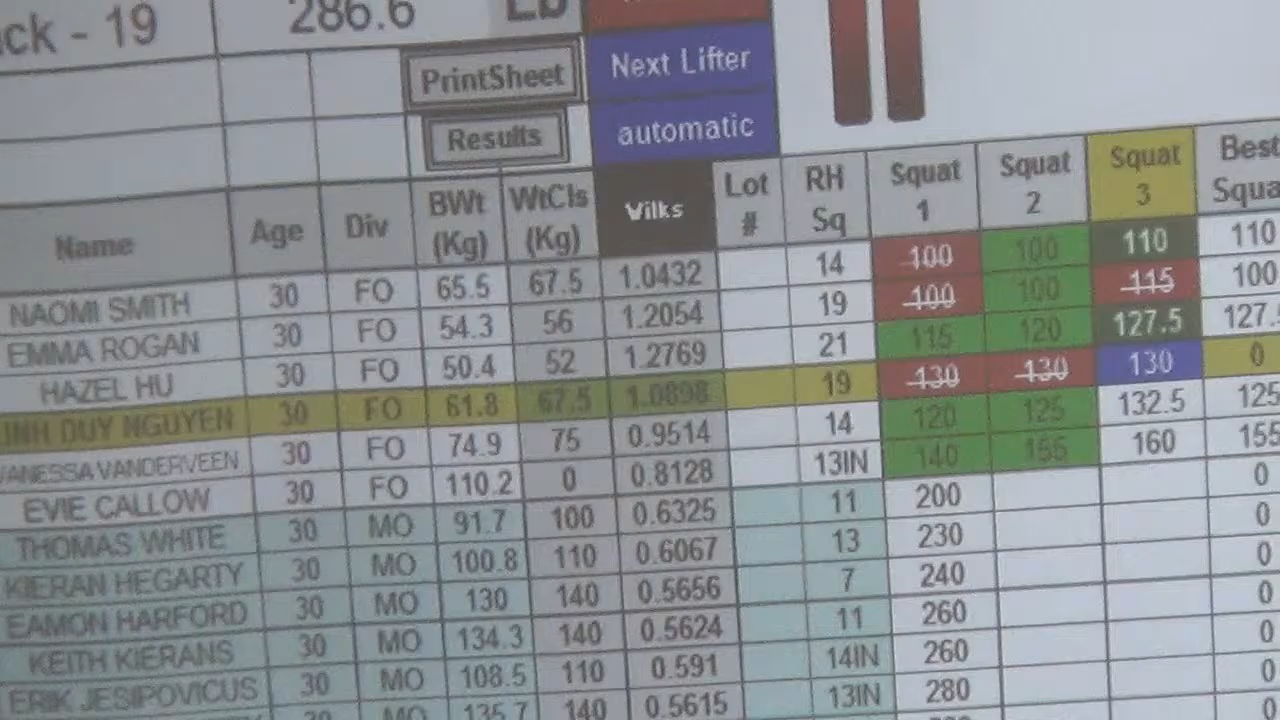 ck - 19 286.6 Lb
PrintSheet Next Lifter
Results automatic
Name Age Div BWt (Kg) WtCls (Kg) Wilks Lot # RH Sq Squat 1 Squat 2 Squat 3 Best Squa
NAOMI SMITH 30 FO 65.5 67.5 1.0432 14 100 100 110 110
EMMA ROGAN 30 FO 54.3 56 1.2054 19 100 100 115 100
HAZEL HU 30 FO 50.4 52 1.2769 21 115 120 127.5 127.
INH DUY NGUYEN 30 FO 61.8 67.5 1.0898 19 130 130 130 0
VANESSA VANDERVEEN 30 FO 74.9 75 0.9514 14 120 125 132.5 125
EVIE CALLOW 30 FO 110.2 0 0.8128 13IN 140 155 160 155
THOMAS WHITE 30 MO 91.7 100 0.6325 11 200 0
KIERAN HEGARTY 30 MO 100.8 110 0.6067 13 230 0
EAMON HARFORD 30 MO 130 140 0.5656 7 240 0
KEITH KIERANS 30 MO 134.3 140 0.5624 11 260 0
ERIK JESIPOVICUS 30 MO 108.5 110 0.591 14IN 260 0
30 MO 135.7 140 0.5615 13IN 280 0